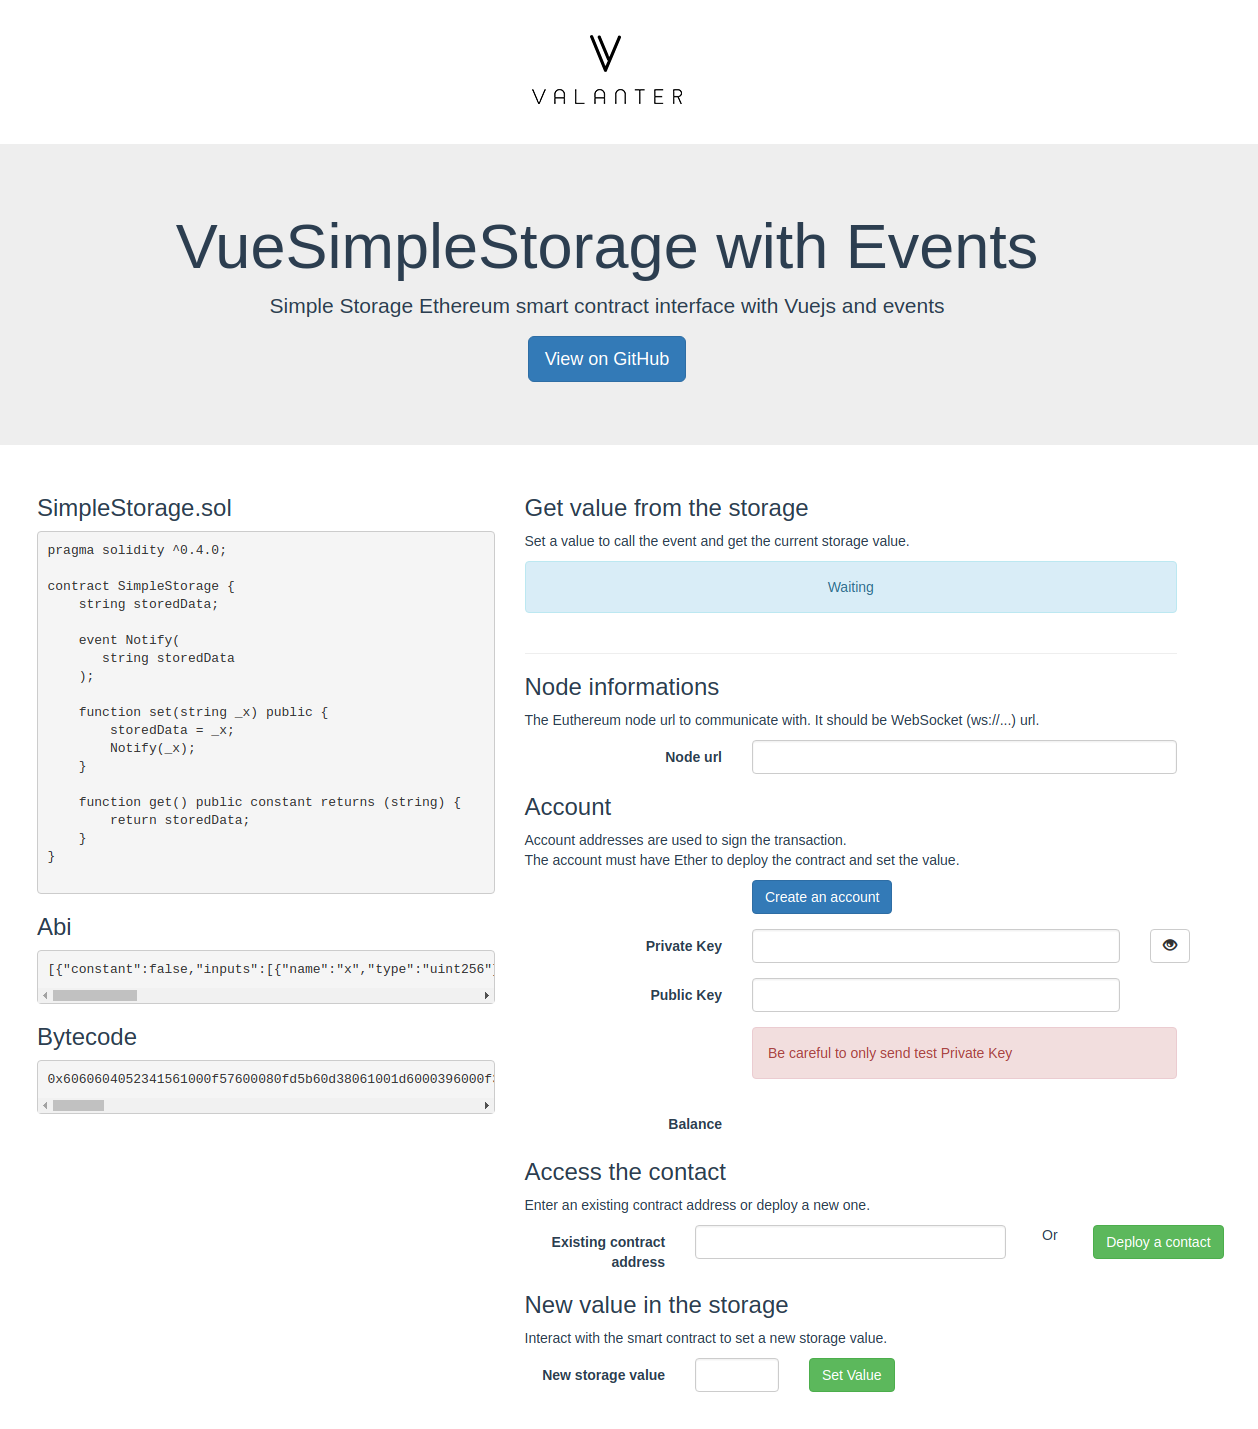 VALANTER
VueSimpleStorage with Events
Simple Storage Ethereum smart contract interface with Vuejs and events
View on GitHub
SimpleStorage.sol
pragma solidity ^0.4.0;
contract SimpleStorage {
    string storedData;
    event Notify(
       string storedData
    );
    function set(string _x) public {
        storedData = _x;
        Notify(_x);
    }
    function get() public constant returns (string) {
        return storedData;
    }
}
Abi
[{"constant":false,"inputs":[{"name":"x","type":"uint256"}
Bytecode
0x6060604052341561000f57600080fd5b60d38061001d6000396000f3
Get value from the storage
Set a value to call the event and get the current storage value.
Waiting
Node informations
The Euthereum node url to communicate with. It should be WebSocket (ws://...) url.
Node url
Account
Account addresses are used to sign the transaction.
The account must have Ether to deploy the contract and set the value.
Create an account
Private Key
Public Key
Be careful to only send test Private Key
Balance
Access the contact
Enter an existing contract address or deploy a new one.
Existing contract
address
Or
Deploy a contact
New value in the storage
Interact with the smart contract to set a new storage value.
New storage value
Set Value